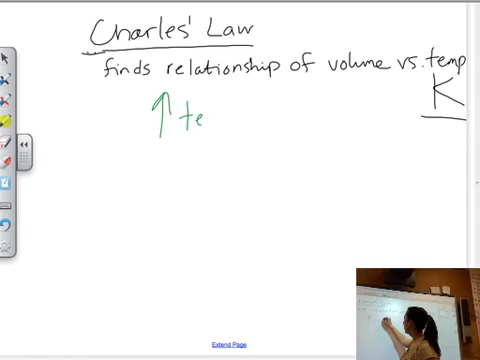 Charles' Law
finds relationship of volume vs. temp
K
↑ te
Extend Page